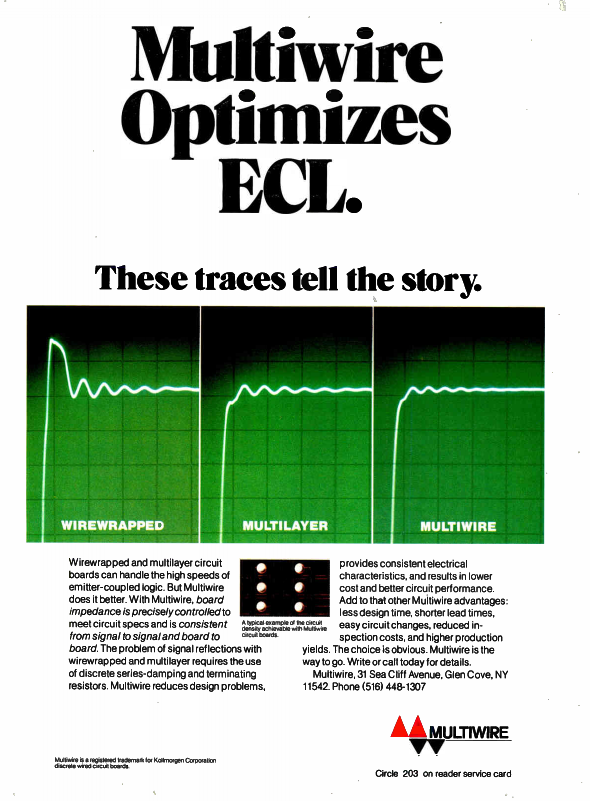 Multiwire
Optimizes
ECL.
These traces tell the story.
WIREWRAPPED
MULTILAYER
MULTIWIRE
Wirewrapped and multilayer circuit
boards can handle the high speeds of
emitter-coupled logic. But Multiwire
does it better. With Multiwire, board
impedance is precisely controlled to
meet circuit specs and is consistent
from signal to signal and board to
board. The problem of signal reflections with
wirewrapped and multilayer requires the use
of discrete series-damping and terminating
resistors. Multiwire reduces design problems,
A typical example of the circuit
density achievable with Multiwire
circuit boards.
provides consistent electrical
characteristics, and results in lower
cost and better circuit performance.
Add to that other Multiwire advantages:
less design time, shorter lead times,
easy circuit changes, reduced in-
spection costs, and higher production
yields. The choice is obvious. Multiwire is the
way to go. Write or call today for details.
Multiwire, 31 Sea Cliff Avenue, Glen Cove, NY
11542. Phone (516) 448-1307
MULTIWIRE
Multiwire is a registered trademark for Kollmorgen Corporation
discrete wired circuit boards.
Circle 203 on reader service card